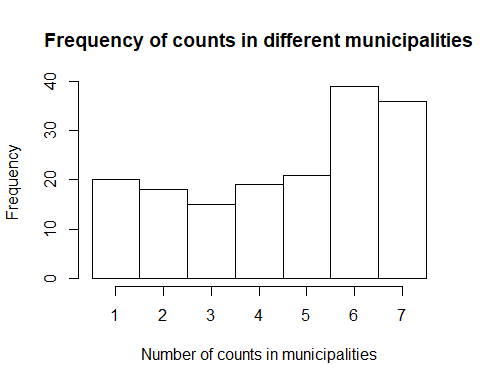 Frequency of counts in different municipalities
Frequency
40
30
20
10
0
1 2 3 4 5 6 7
Number of counts in municipalities